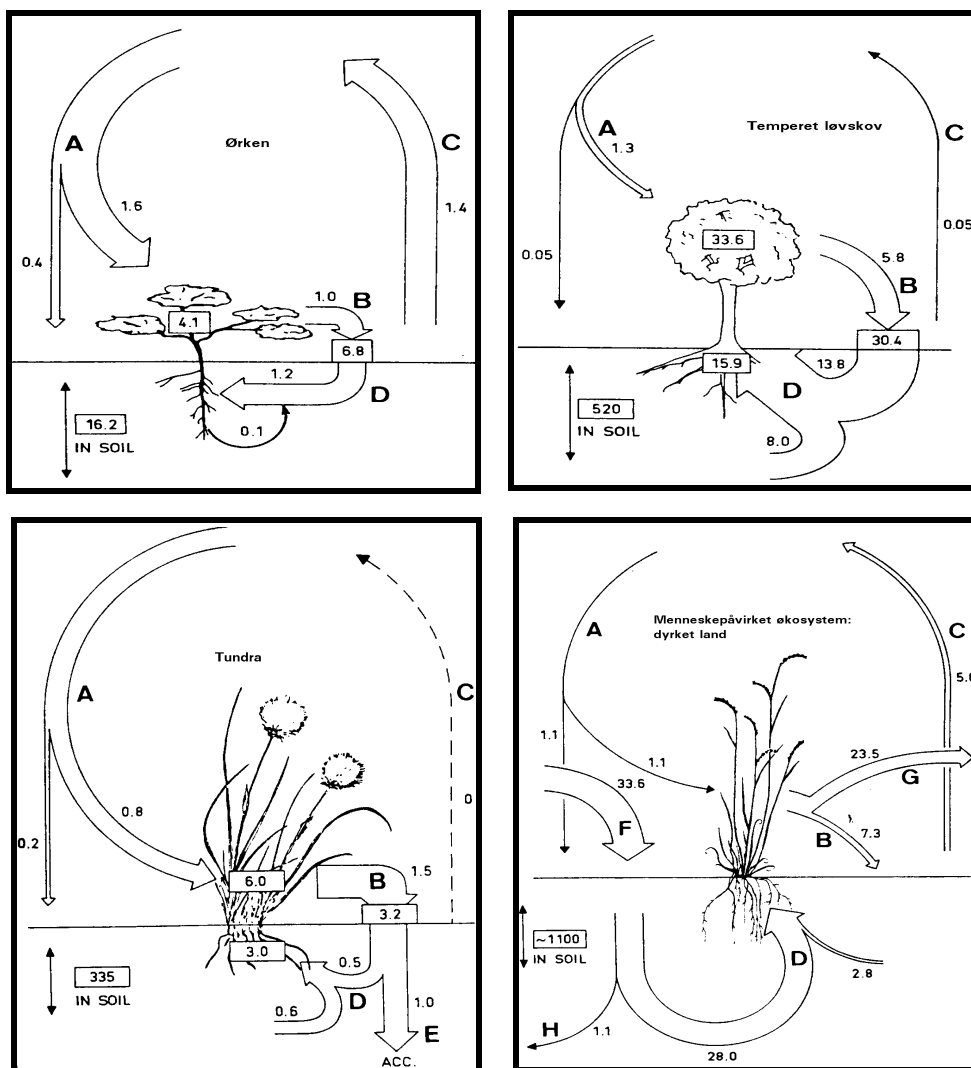 Ørken
A
C
1.6
1.4
0.4
1.0
B
4.1
6.8
1.2
D
0.1
16.2
IN SOIL
Temperet løvskov
A
C
1.3
0.05
0.05
33.6
5.8
B
30.4
15.9
D
13.8
520
IN SOIL
8.0
Tundra
A
C
0.8
0
0.2
6.0
B
1.5
3.2
3.0
0.5
335
IN SOIL
0.6
D
1.0
E
ACC.
Menneskepåvirket økosystem:
dyrket land
A
C
1.1
1.1
33.6
F
23.5
G
B
7.3
~1100
IN SOIL
D
2.8
H
1.1
28.0